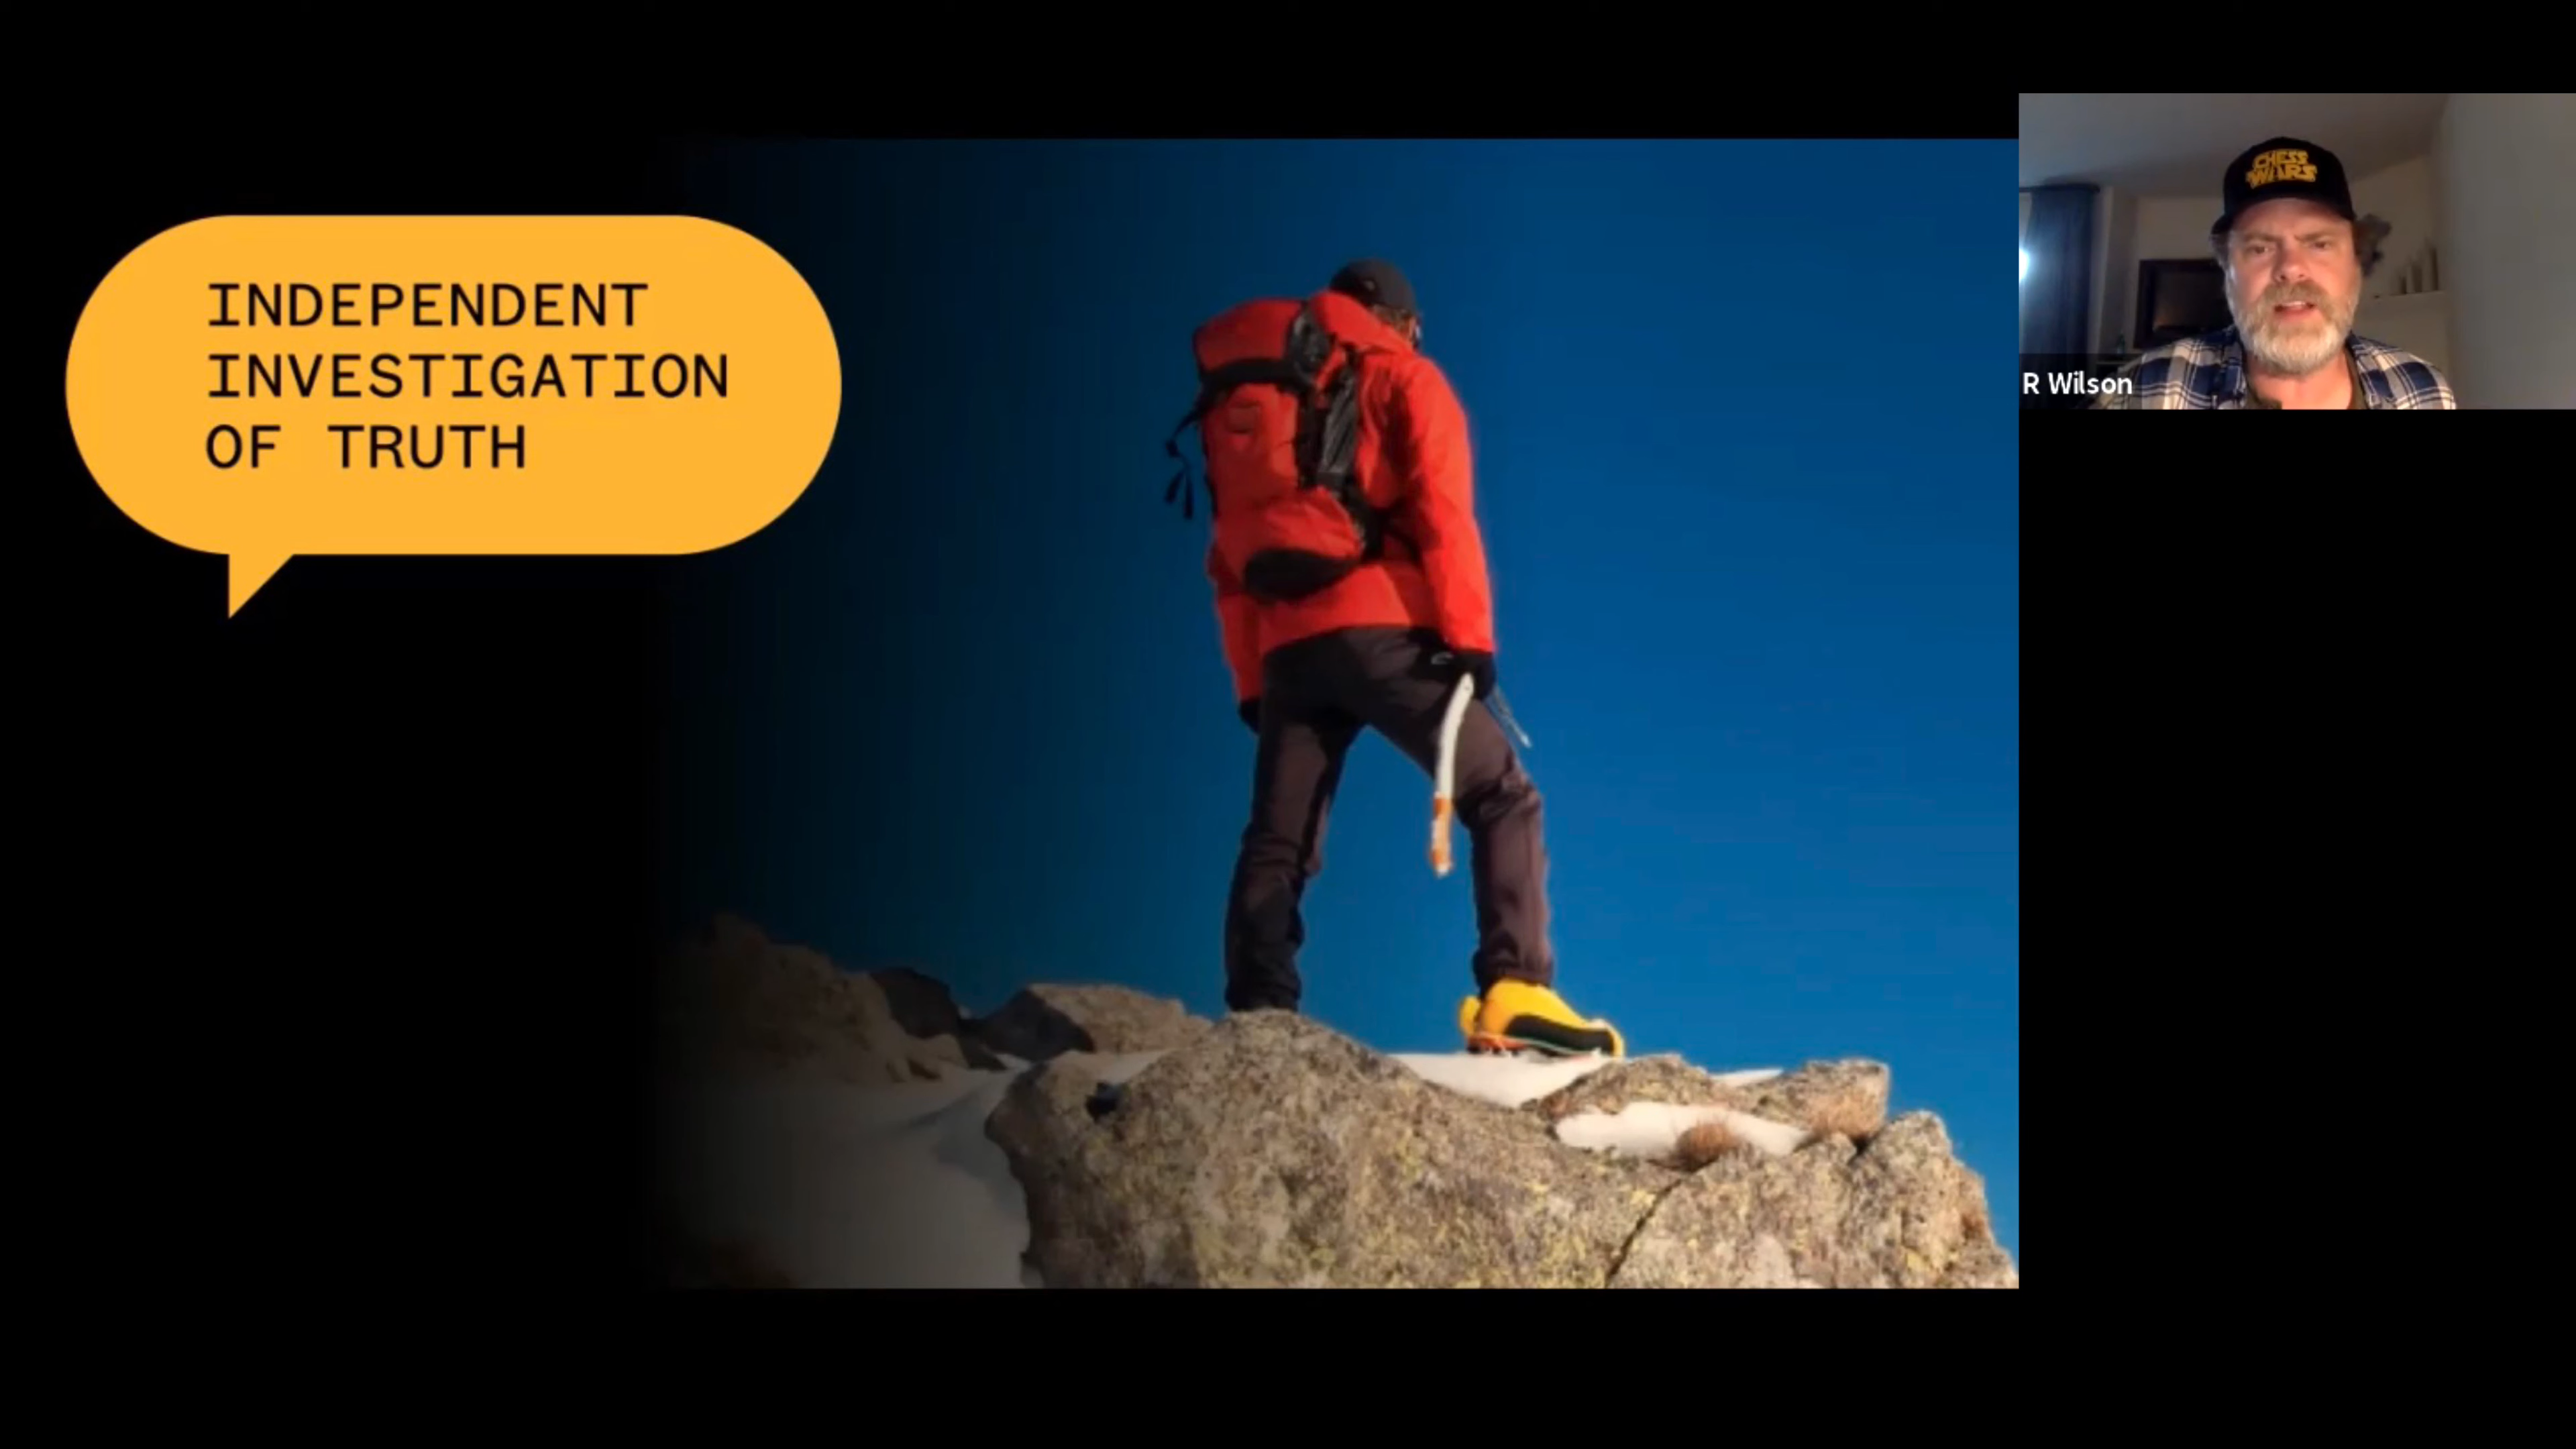 INDEPENDENT
INVESTIGATION
OF TRUTH
CHESS
WARS
R Wilson